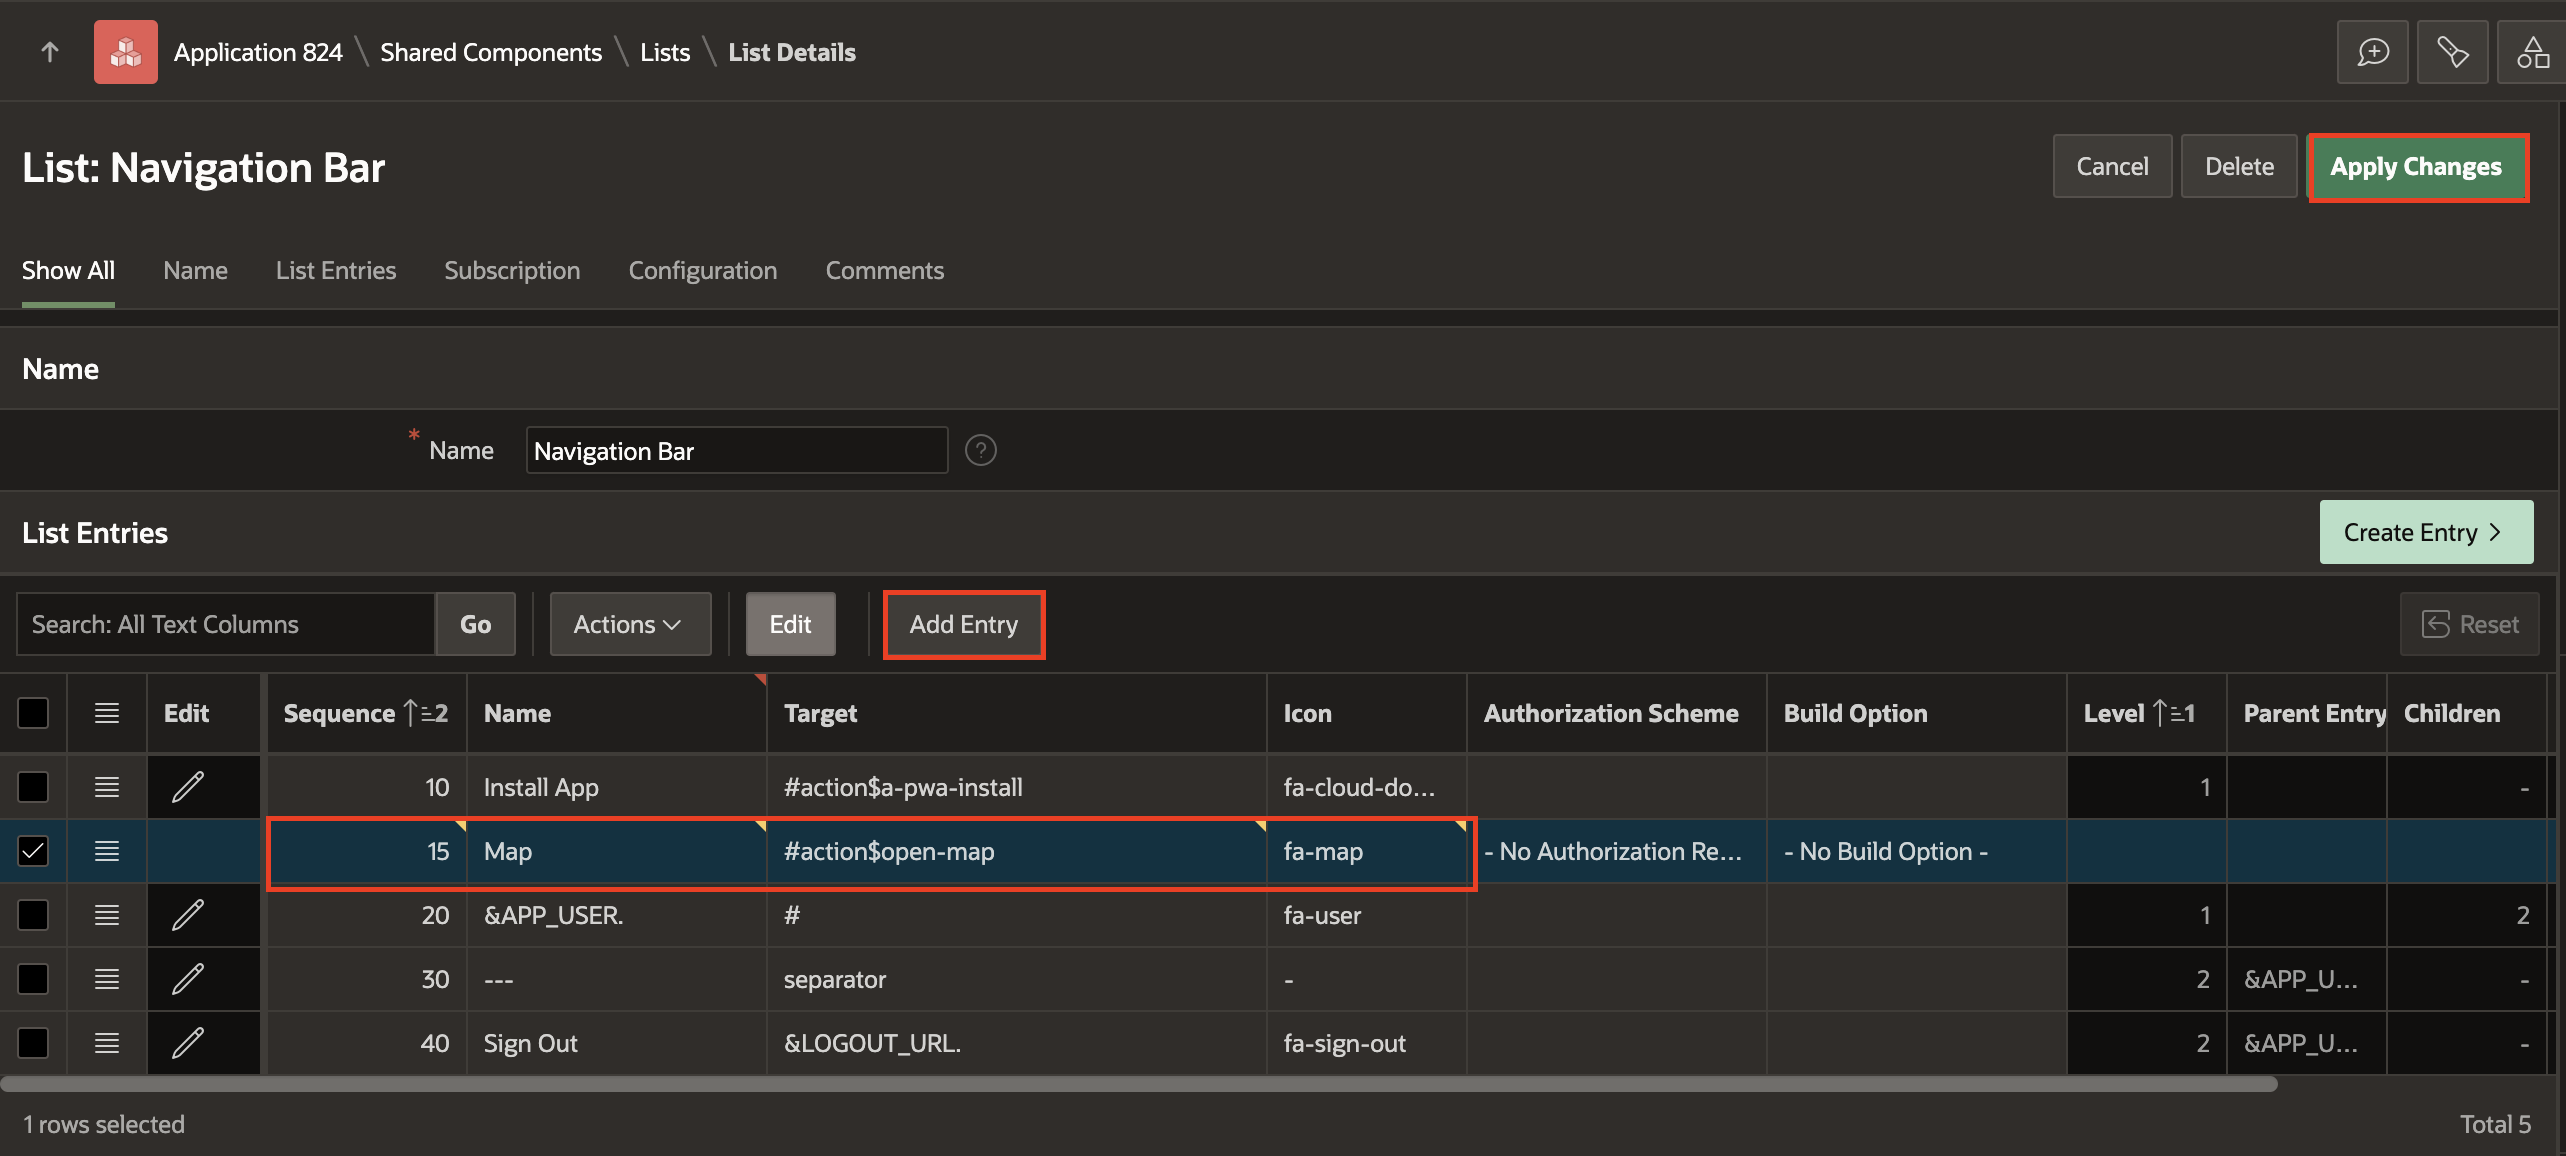 Application 824 \ Shared Components \ Lists \ List Details
List: Navigation Bar
Cancel Delete Apply Changes
Show All Name List Entries Subscription Configuration Comments
Name
* Name Navigation Bar ?
List Entries
Create Entry >
Search: All Text Columns Go Actions Edit Add Entry Reset
Edit Sequence 2 Name Target Icon Authorization Scheme Build Option Level 1 Parent Entry Children
10 Install App #action$a-pwa-install fa-cloud-do... 1 -
15 Map #action$open-map fa-map - No Authorization Re... - No Build Option -
20 &APP_USER. # fa-user 1 2
30 --- separator - 2 &APP_U... -
40 Sign Out &LOGOUT_URL. fa-sign-out 2 &APP_U... -
1 rows selected Total 5